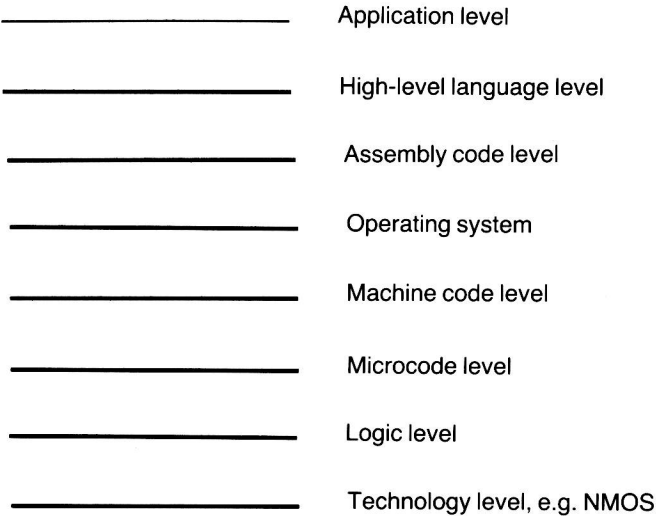 Application level
High-level language level
Assembly code level
Operating system
Machine code level
Microcode level
Logic level
Technology level, e.g. NMOS